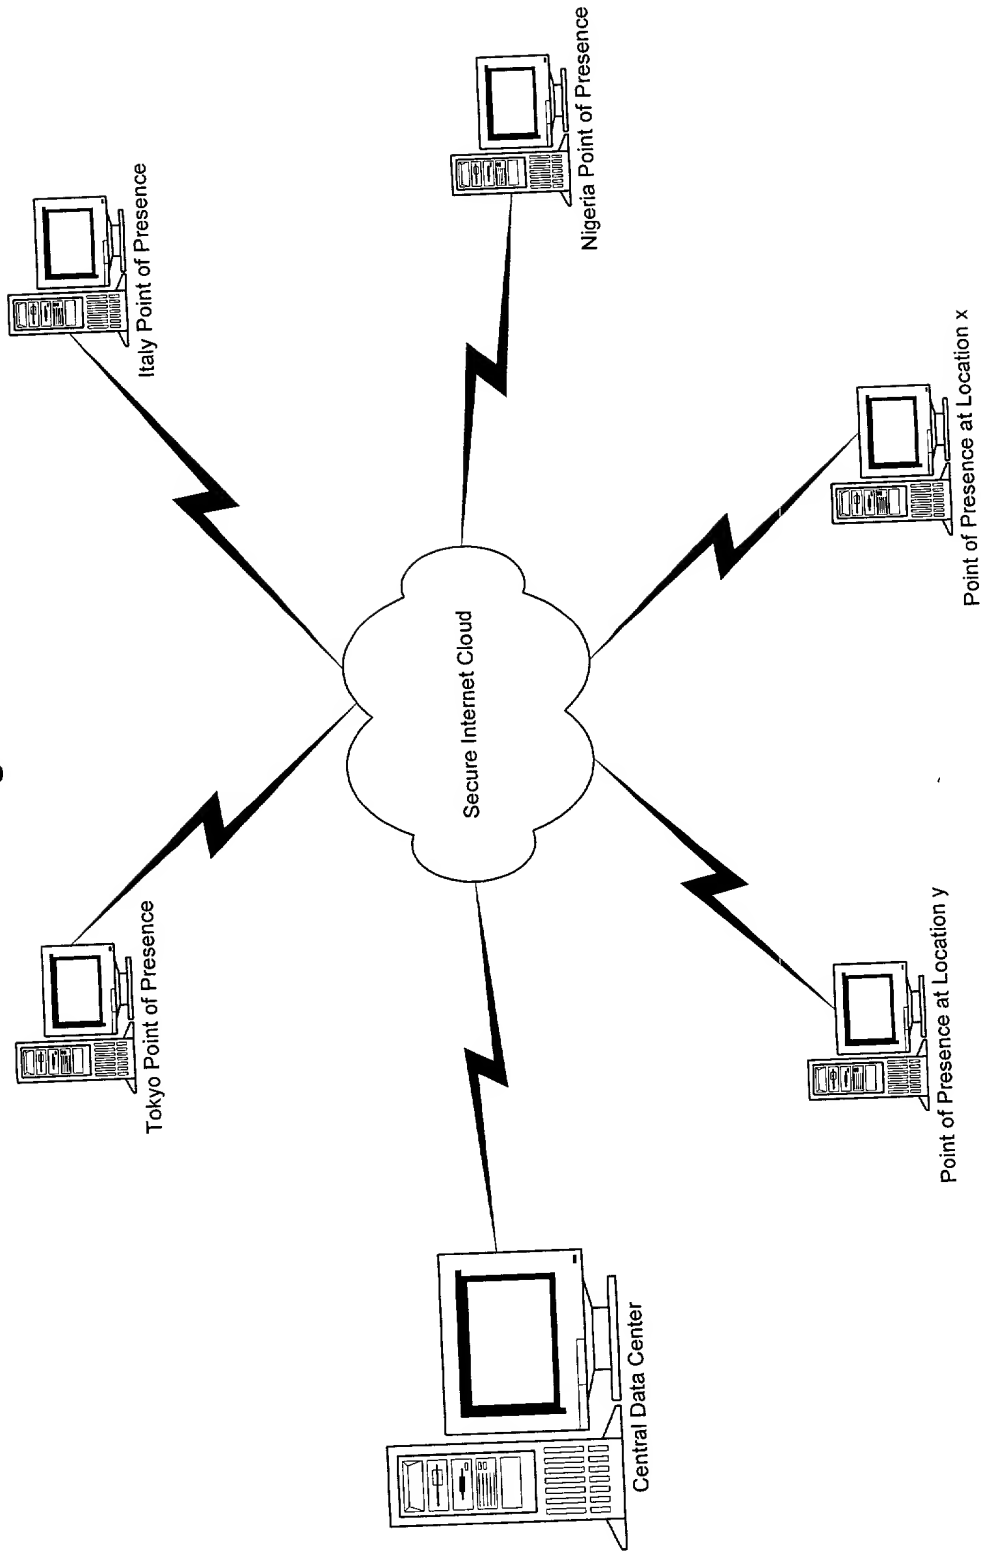 Tokyo Point of Presence
Italy Point of Presence
Central Data Center
Secure Internet Cloud
Nigeria Point of Presence
Point of Presence at Location y
Point of Presence at Location x